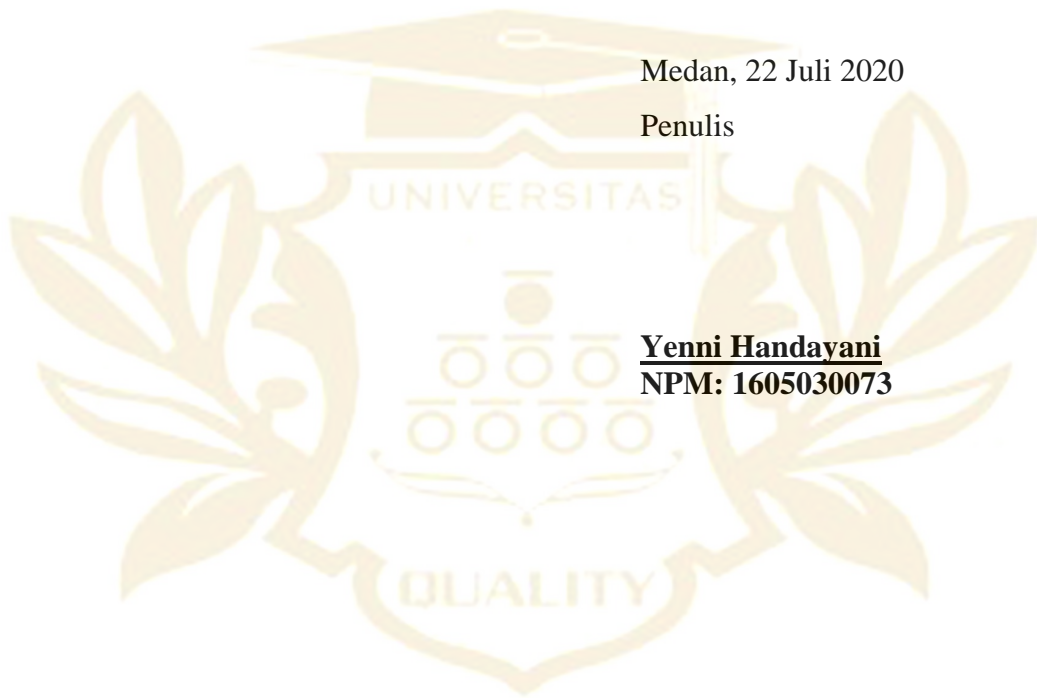 Medan, 22 Juli 2020
Penulis
UNIVERSITAS
Yenni Handayani
NPM: 1605030073
QUALITY